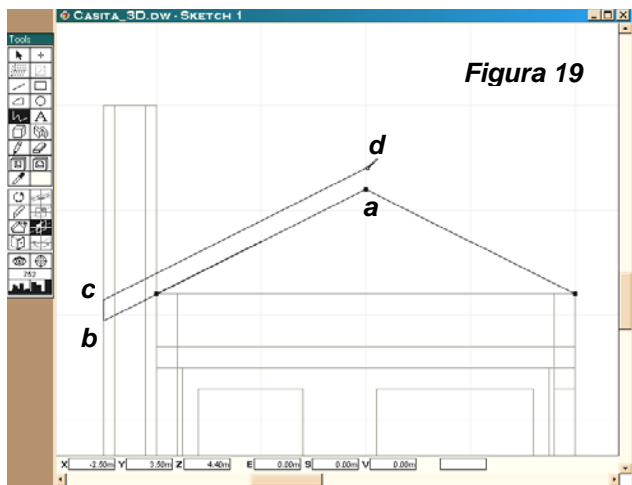 Casita_3D.dw - Sketch 1
Tools
Figura 19
A
d
a
c
b
762
X -2.50m Y 3.50m Z 4.40m E 0.00m S 0.00m V 0.00m